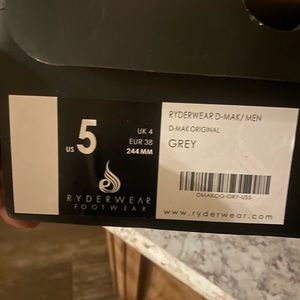 US 5
UK 4
EUR 38
244MM
RYDERWEAR
FOOTWEAR
RYDERWEAR D-MAK/ MEN
D-MAK ORIGINAL
GREY
DMAKOG-GRY-US5
www.ryderwear.com